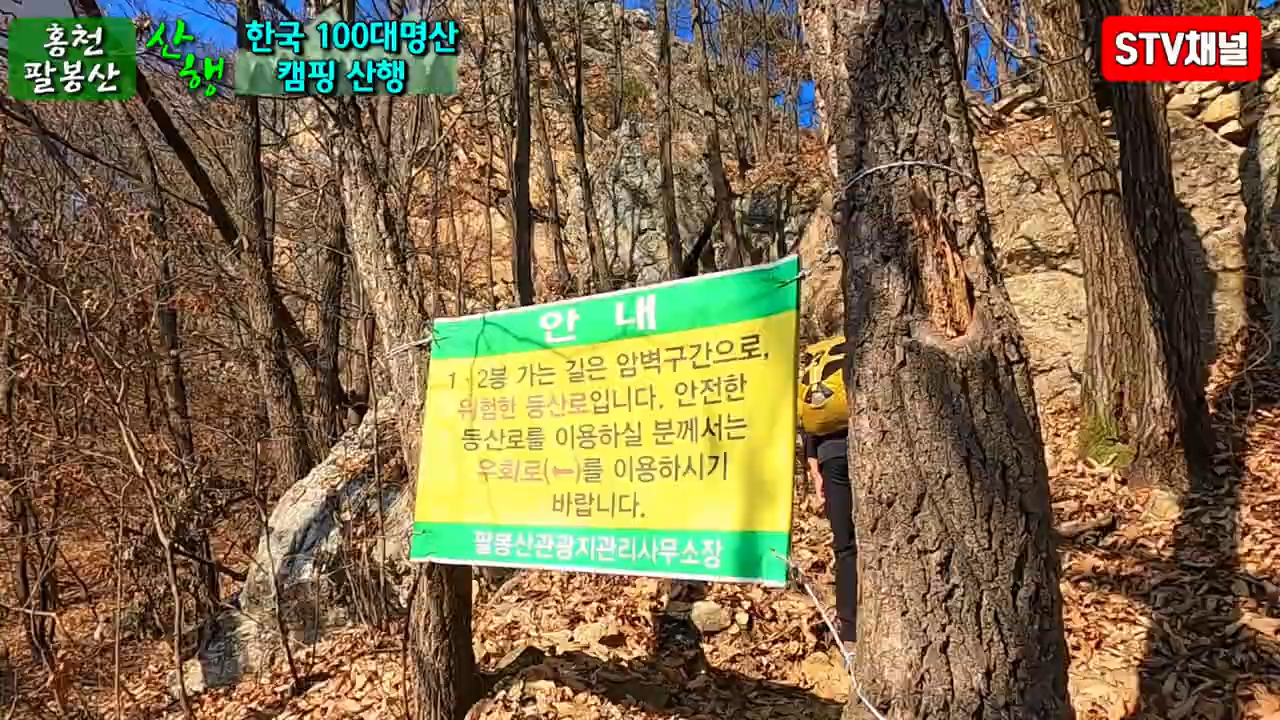 홍천
팔봉산
산행
한국 100대명산
캠핑 산행
STV채널
안 내
1·2봉 가는 길은 암벽구간으로,
위험한 등산로입니다. 안전한
등산로를 이용하실 분께서는
우회로(←)를 이용하시기
바랍니다.
팔봉산관광지관리사무소장